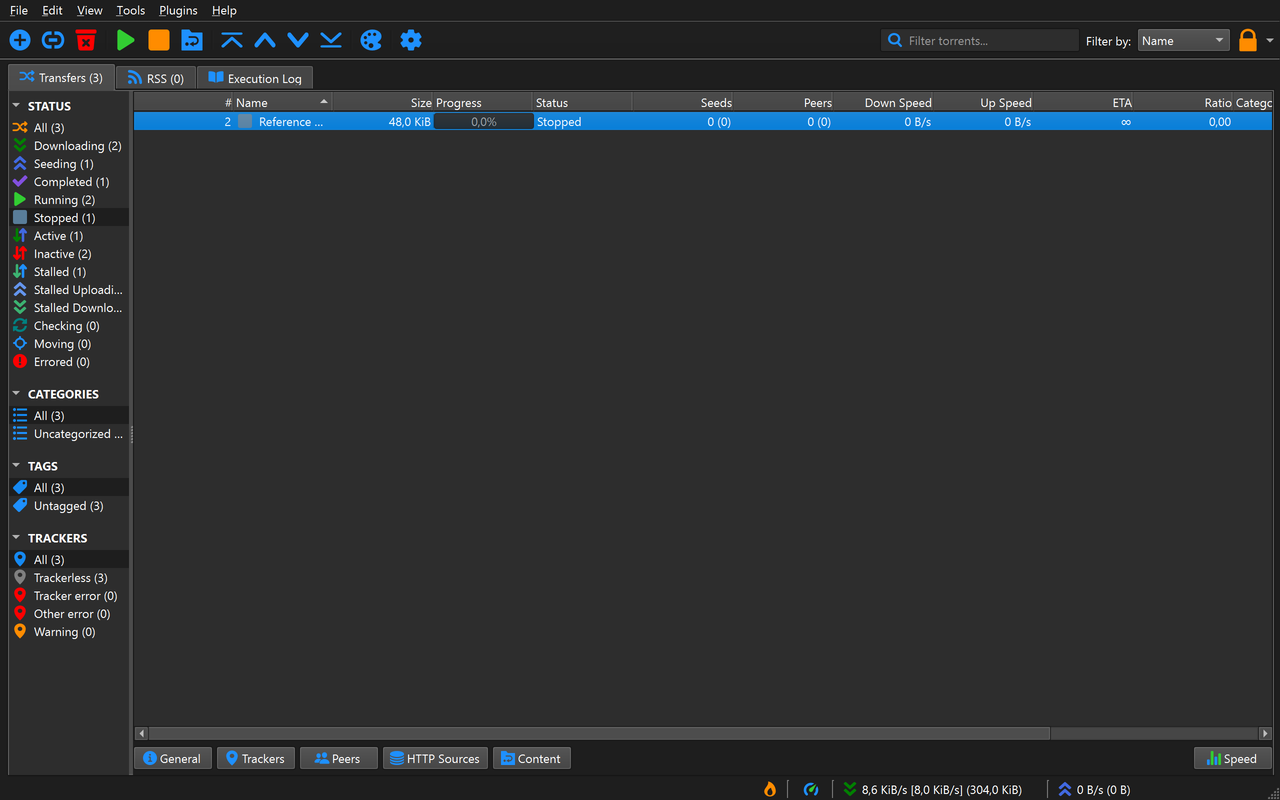 File Edit View Tools Plugins Help
Filter torrents... Filter by: Name
Transfers (3) RSS (0) Execution Log
# Name Size Progress Status Seeds Peers Down Speed Up Speed ETA Ratio Catego
2 Reference ... 48,0 KiB 0,0% Stopped 0 (0) 0 (0) 0 B/s 0 B/s ∞ 0,00
STATUS
All (3)
Downloading (2)
Seeding (1)
Completed (1)
Running (2)
Stopped (1)
Active (1)
Inactive (2)
Stalled (1)
Stalled Uploadi...
Stalled Downlo...
Checking (0)
Moving (0)
Errored (0)
CATEGORIES
All (3)
Uncategorized ...
TAGS
All (3)
Untagged (3)
TRACKERS
All (3)
Trackerless (3)
Tracker error (0)
Other error (0)
Warning (0)
General Trackers Peers HTTP Sources Content Speed
8,6 KiB/s [8,0 KiB/s] (304,0 KiB) 0 B/s (0 B)